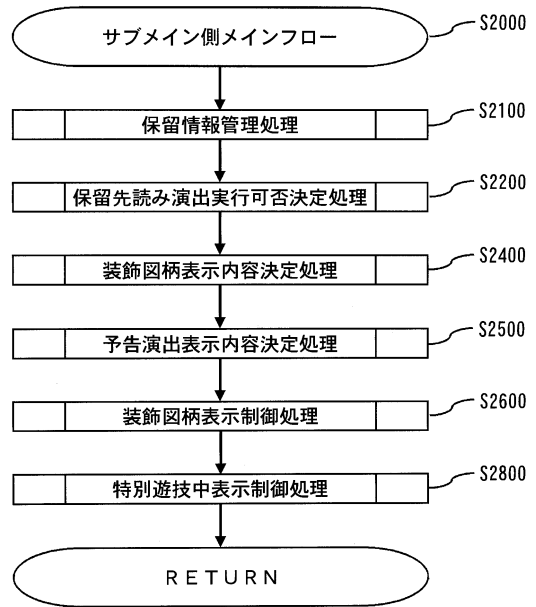 サブメイン側メインフロー S2000
保留情報管理処理 S2100
保留先読み演出実行可否決定処理 S2200
装飾図柄表示内容決定処理 S2400
予告演出表示内容決定処理 S2500
装飾図柄表示制御処理 S2600
特別遊技中表示制御処理 S2800
RETURN